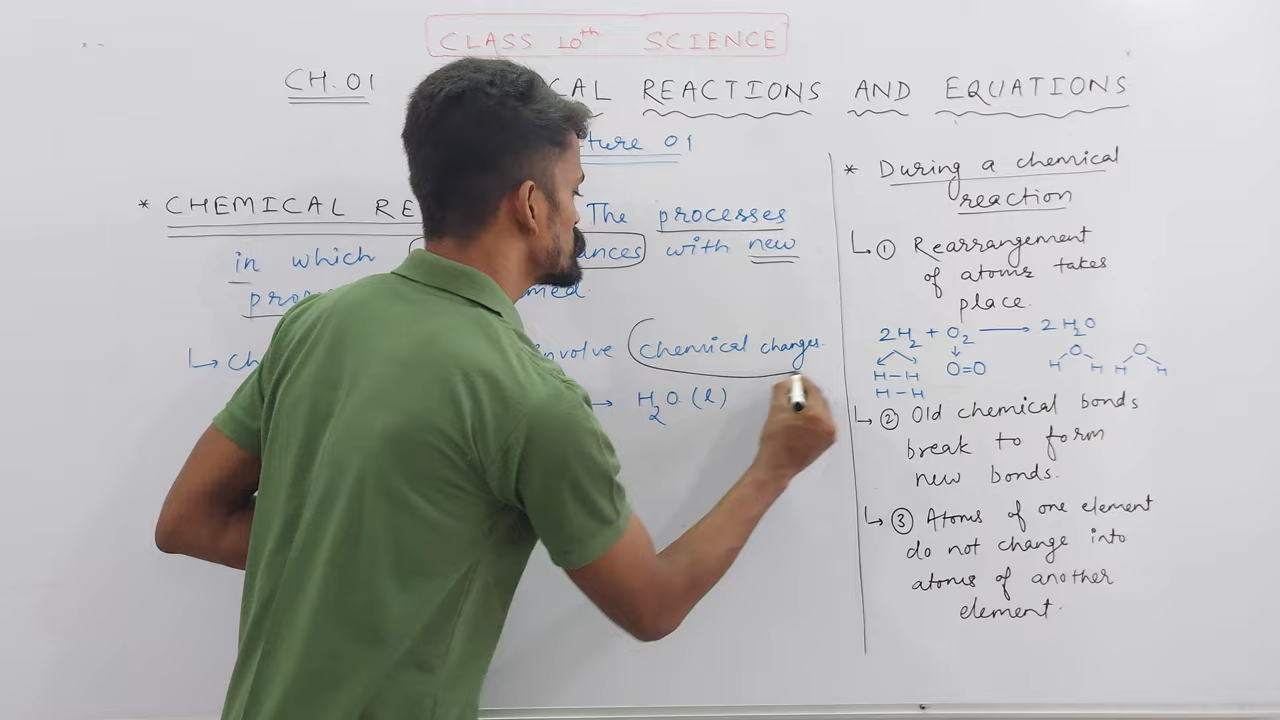 CLASS 10th SCIENCE
CH.01 CAL REACTIONS AND EQUATIONS
ture 01
* CHEMICAL RE The processes
in which ances with new
prop med.
↳ ch involve chemical changes.
→ H2O (l)
* During a chemical
reaction
↳ ① Rearrangement
of atoms takes
place.
2H2 + O2 → 2H2O
H-H O=O O H H O H H
H-H
↳ ② Old chemical bonds
break to form
new bonds.
↳ ③ Atoms of one element
do not change into
atoms of another
element.